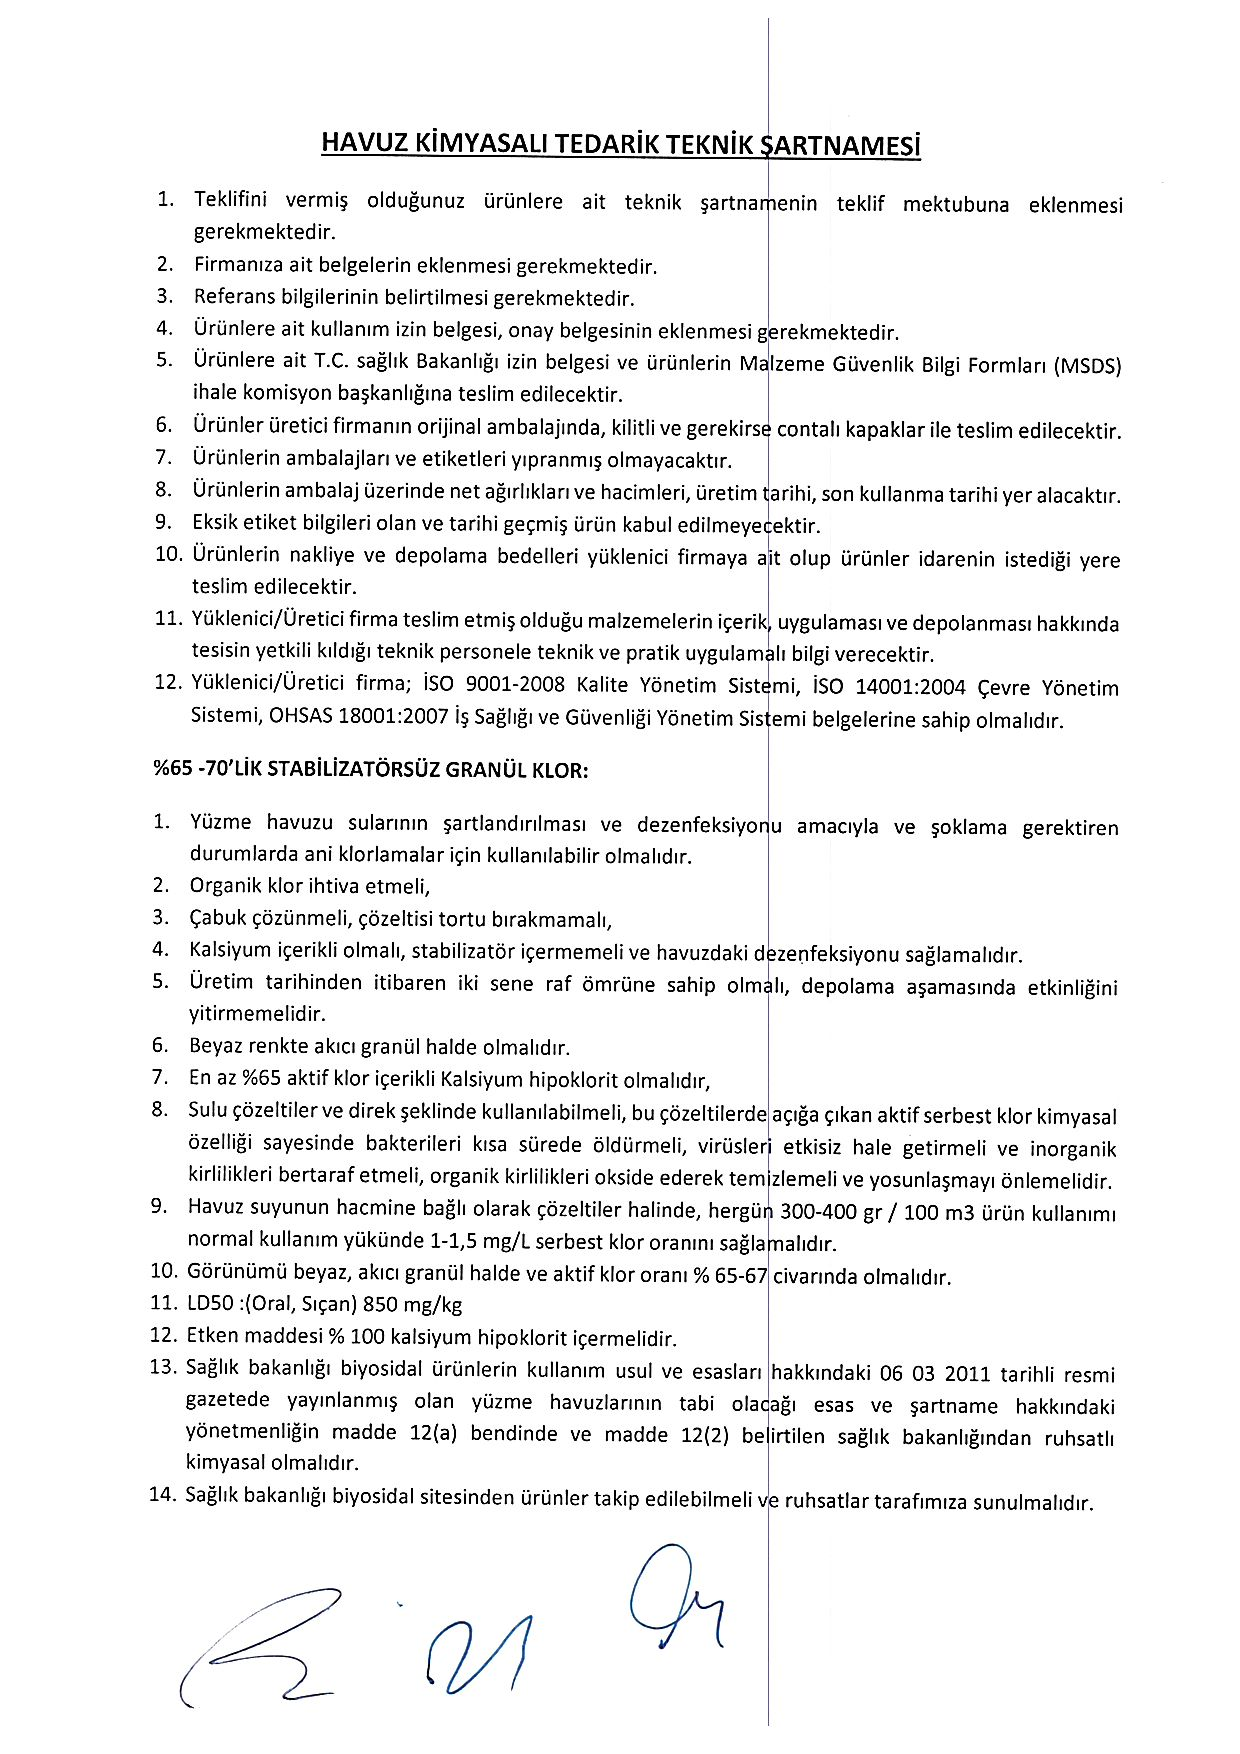 HAVUZ KİMYASALI TEDARİK TEKNİK ŞARTNAMESİ
1. Teklifini vermiş olduğunuz ürünlere ait teknik şartnamenin teklif mektubuna eklenmesi
gerekmektedir.
2. Firmanıza ait belgelerin eklenmesi gerekmektedir.
3. Referans bilgilerinin belirtilmesi gerekmektedir.
4. Ürünlere ait kullanım izin belgesi, onay belgesinin eklenmesi gerekmektedir.
5. Ürünlere ait T.C. sağlık Bakanlığı izin belgesi ve ürünlerin Malzeme Güvenlik Bilgi Formları (MSDS)
ihale komisyon başkanlığına teslim edilecektir.
6. Ürünler üretici firmanın orijinal ambalajında, kilitli ve gerekirse contalı kapaklar ile teslim edilecektir.
7. Ürünlerin ambalajları ve etiketleri yıpranmış olmayacaktır.
8. Ürünlerin ambalaj üzerinde net ağırlıkları ve hacimleri, üretim tarihi, son kullanma tarihi yer alacaktır.
9. Eksik etiket bilgileri olan ve tarihi geçmiş ürün kabul edilmeyecektir.
10. Ürünlerin nakliye ve depolama bedelleri yüklenici firmaya ait olup ürünler idarenin istediği yere
teslim edilecektir.
11. Yüklenici/Üretici firma teslim etmiş olduğu malzemelerin içerik, uygulaması ve depolanması hakkında
tesisin yetkili kıldığı teknik personele teknik ve pratik uygulamalı bilgi verecektir.
12. Yüklenici/Üretici firma; İSO 9001-2008 Kalite Yönetim Sistemi, İSO 14001:2004 Çevre Yönetim
Sistemi, OHSAS 18001:2007 İş Sağlığı ve Güvenliği Yönetim Sistemi belgelerine sahip olmalıdır.
%65 -70'LİK STABİLİZATÖRSÜZ GRANÜL KLOR:
1. Yüzme havuzu sularının şartlandırılması ve dezenfeksiyonu amacıyla ve şoklama gerektiren
durumlarda ani klorlamalar için kullanılabilir olmalıdır.
2. Organik klor ihtiva etmeli,
3. Çabuk çözünmeli, çözeltisi tortu bırakmamalı,
4. Kalsiyum içerikli olmalı, stabilizatör içermemeli ve havuzdaki dezenfeksiyonu sağlamalıdır.
5. Üretim tarihinden itibaren iki sene raf ömrüne sahip olmalı, depolama aşamasında etkinliğini
yitirmemelidir.
6. Beyaz renkte akıcı granül halde olmalıdır.
7. En az %65 aktif klor içerikli Kalsiyum hipoklorit olmalıdır,
8. Sulu çözeltiler ve direk şeklinde kullanılabilmeli, bu çözeltilerde açığa çıkan aktif serbest klor kimyasal
özelliği sayesinde bakterileri kısa sürede öldürmeli, virüsleri etkisiz hale getirmeli ve inorganik
kirlilikleri bertaraf etmeli, organik kirlilikleri okside ederek temizlemeli ve yosunlaşmayı önlemelidir.
9. Havuz suyunun hacmine bağlı olarak çözeltiler halinde, hergün 300-400 gr / 100 m3 ürün kullanımı
normal kullanım yükünde 1-1,5 mg/L serbest klor oranını sağlamalıdır.
10. Görünümü beyaz, akıcı granül halde ve aktif klor oranı % 65-67 civarında olmalıdır.
11. LD50 :(Oral, Sıçan) 850 mg/kg
12. Etken maddesi % 100 kalsiyum hipoklorit içermelidir.
13. Sağlık bakanlığı biyosidal ürünlerin kullanım usul ve esasları hakkındaki 06 03 2011 tarihli resmi
gazetede yayınlanmış olan yüzme havuzlarının tabi olacağı esas ve şartname hakkındaki
yönetmenliğin madde 12(a) bendinde ve madde 12(2) belirtilen sağlık bakanlığından ruhsatlı
kimyasal olmalıdır.
14. Sağlık bakanlığı biyosidal sitesinden ürünler takip edilebilmeli ve ruhsatlar tarafımıza sunulmalıdır.